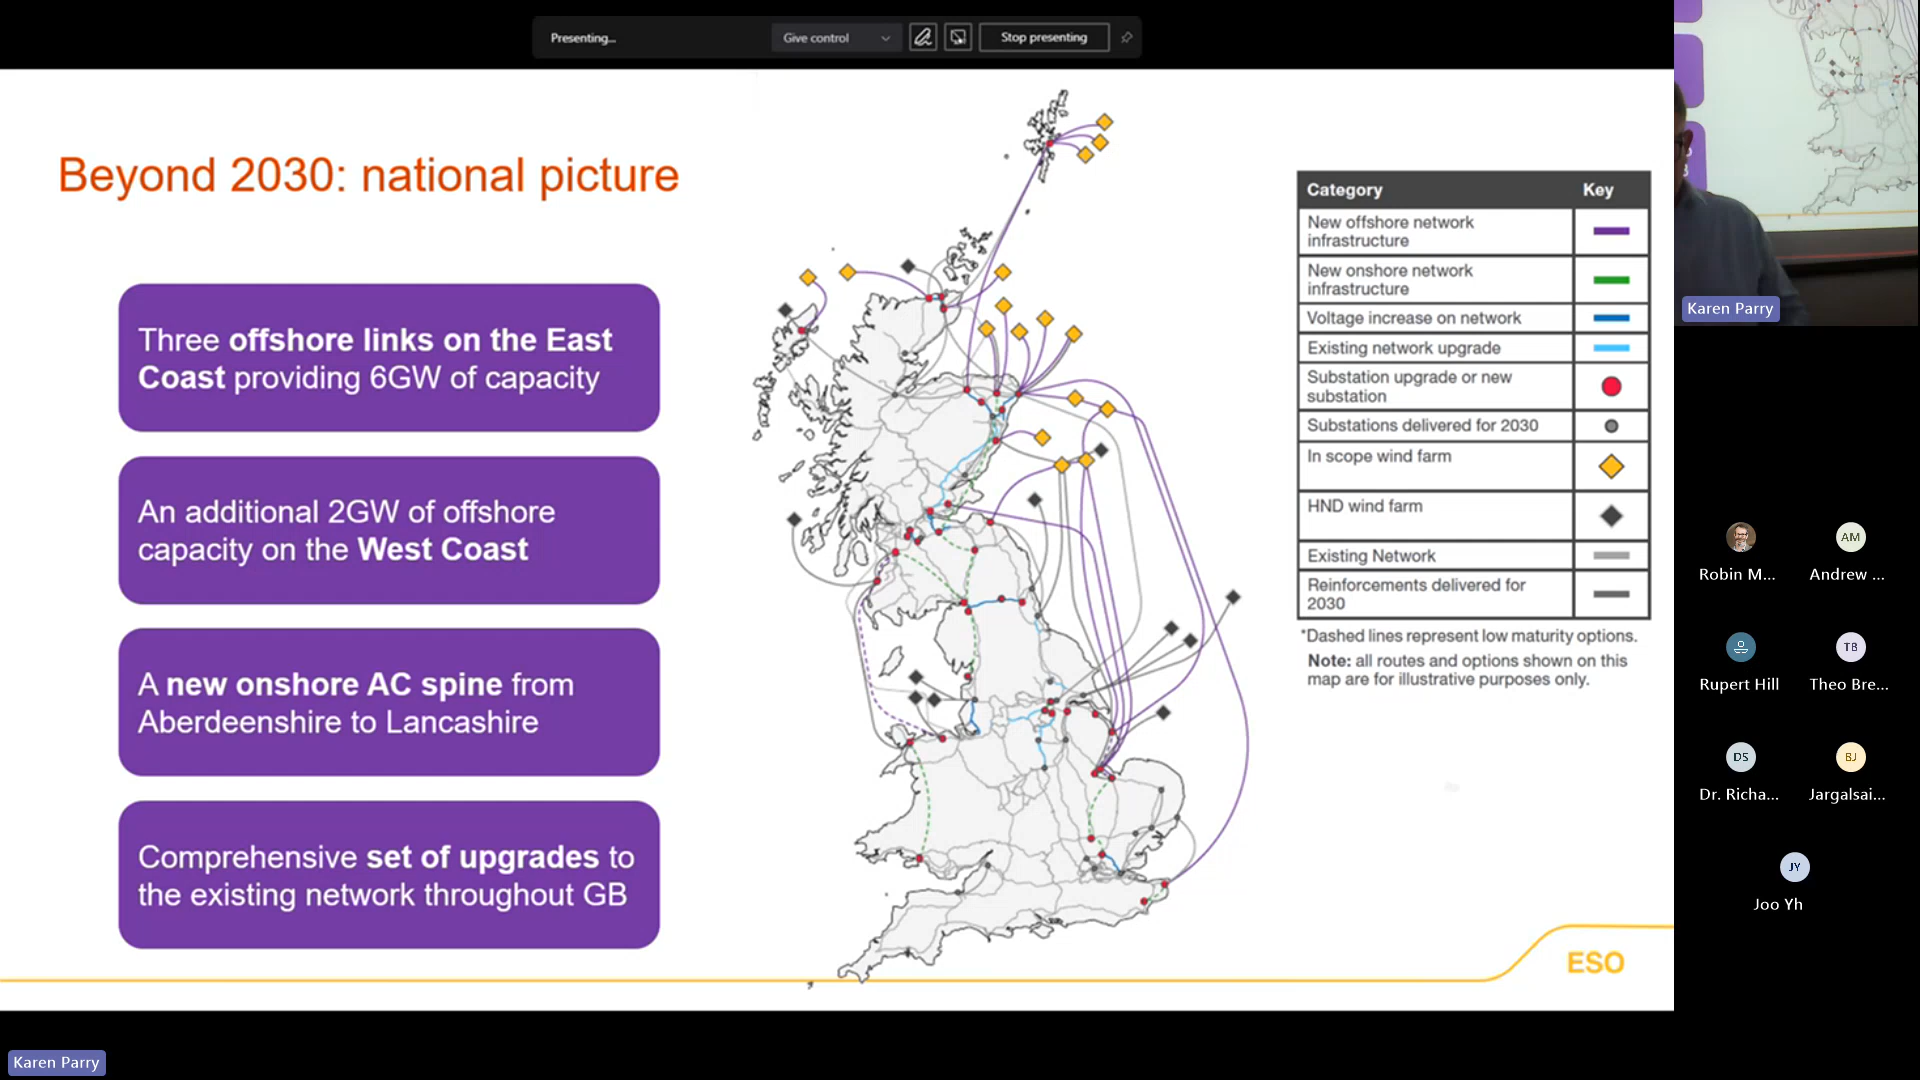 Presenting...
Give control
Stop presenting
Beyond 2030: national picture
Three offshore links on the East
Coast providing 6GW of capacity
An additional 2GW of offshore
capacity on the West Coast
A new onshore AC spine from
Aberdeenshire to Lancashire
Comprehensive set of upgrades to
the existing network throughout GB
Category Key
New offshore network
infrastructure
New onshore network
infrastructure
Voltage increase on network
Existing network upgrade
Substation upgrade or new
substation
Substations delivered for 2030
In scope wind farm
HND wind farm
Existing Network
Reinforcements delivered for
2030
*Dashed lines represent low maturity options.
Note: all routes and options shown on this
map are for illustrative purposes only.
ESO
Karen Parry
Karen Parry
Robin M...
AM
Andrew ...
Rupert Hill
TB
Theo Bre...
DS
Dr. Richa...
BJ
Jargalsai...
JY
Joo Yh